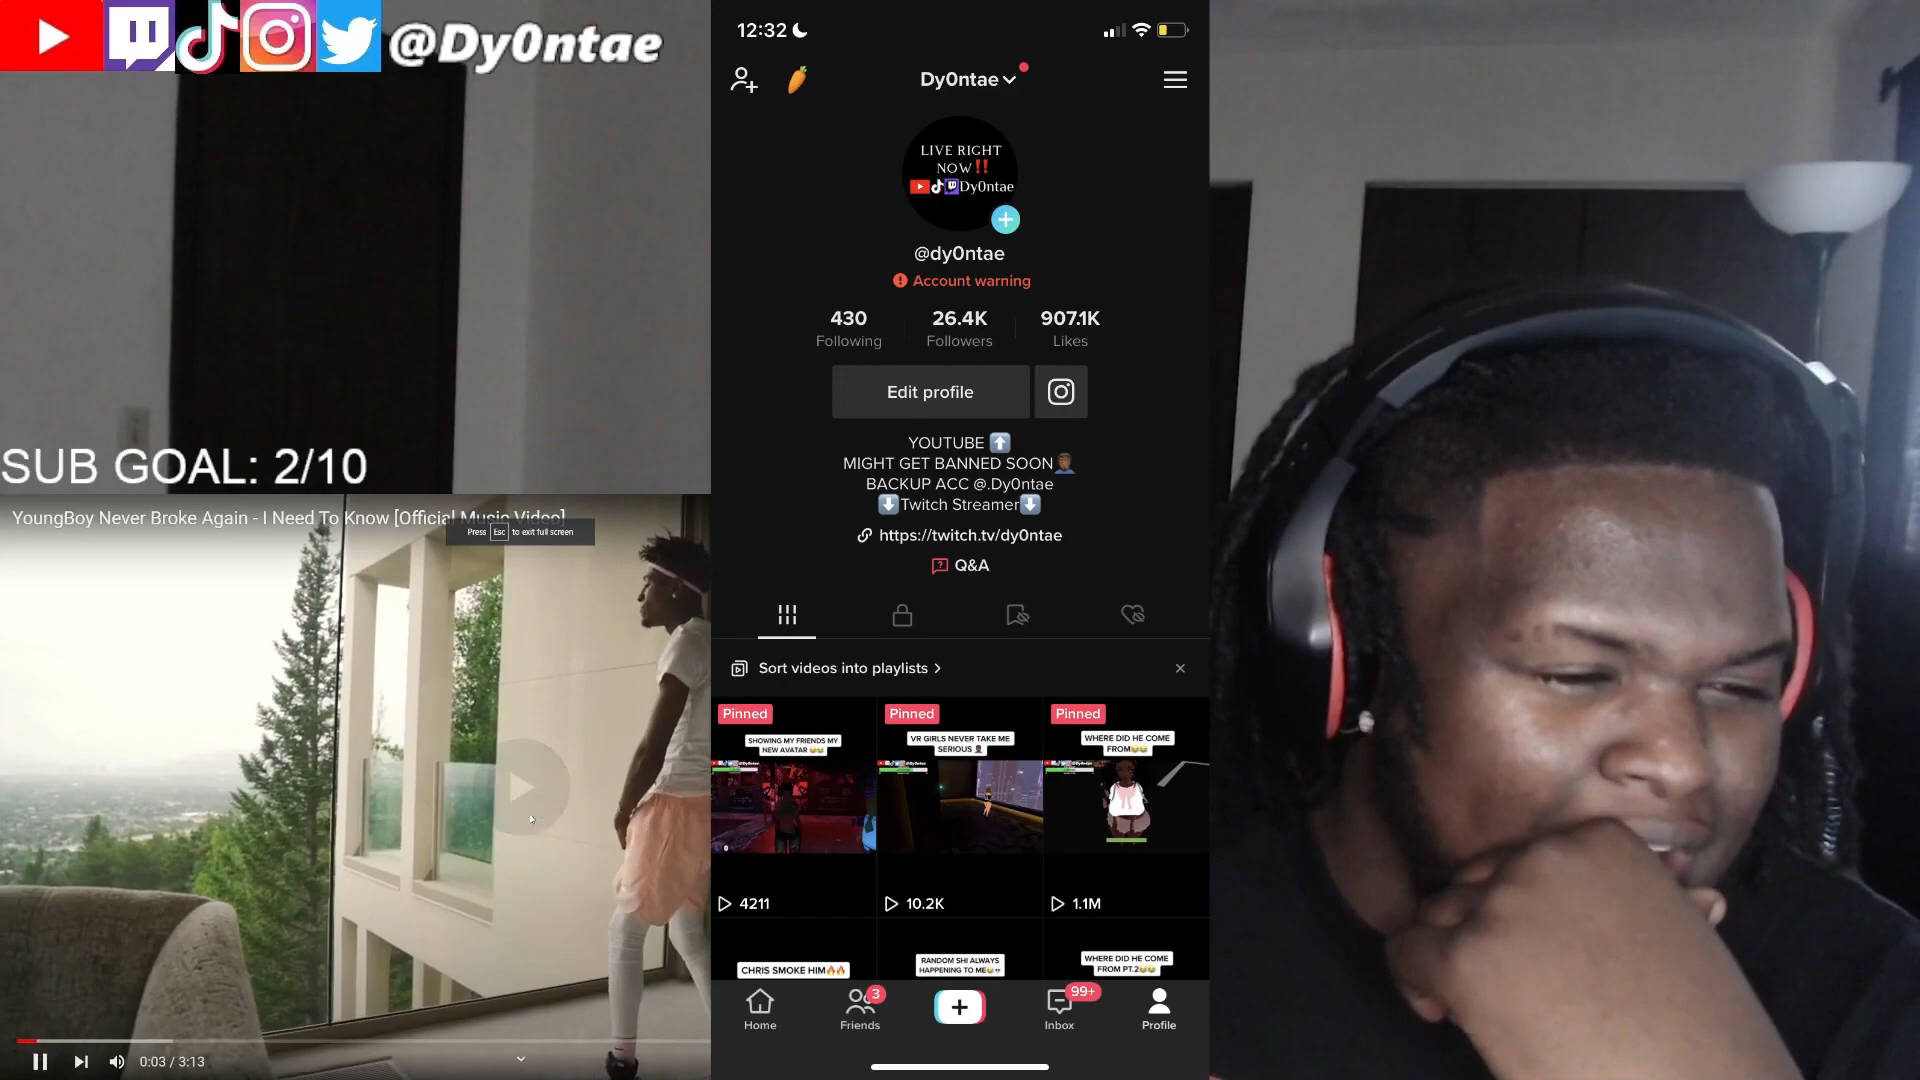 @Dy0ntae
SUB GOAL: 2/10
YoungBoy Never Broke Again - I Need To Know [Official Music Video]
Press Esc to exit full screen
0:03 / 3:13
12:32
Dy0ntae
LIVE RIGHT
NOW‼️
Dy0ntae
@dy0ntae
Account warning
430
Following
26.4K
Followers
907.1K
Likes
Edit profile
YOUTUBE ⬆️
MIGHT GET BANNED SOON🤦🏾‍♂️
BACKUP ACC @.Dy0ntae
⬇️Twitch Streamer⬇️
https://twitch.tv/dy0ntae
Q&A
Sort videos into playlists >
Pinned
SHOWING MY FRIENDS MY
NEW AVATAR 😂😂
4211
Pinned
VR GIRLS NEVER TAKE ME
SERIOUS
10.2K
Pinned
WHERE DID HE COME
FROM😂😂
1.1M
CHRIS SMOKE HIM🔥🔥
RANDOM SHI ALWAYS
HAPPENING TO ME😂💀
WHERE DID HE COME
FROM PT.2😂😂
Home
3
Friends
99+
Inbox
Profile